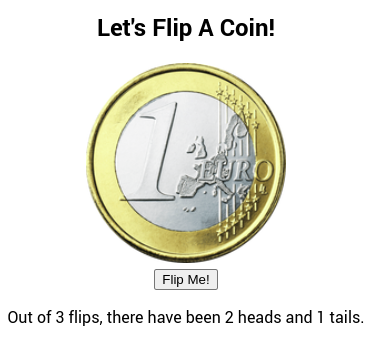 Let's Flip A Coin!
1 EURO
Flip Me!
Out of 3 flips, there have been 2 heads and 1 tails.